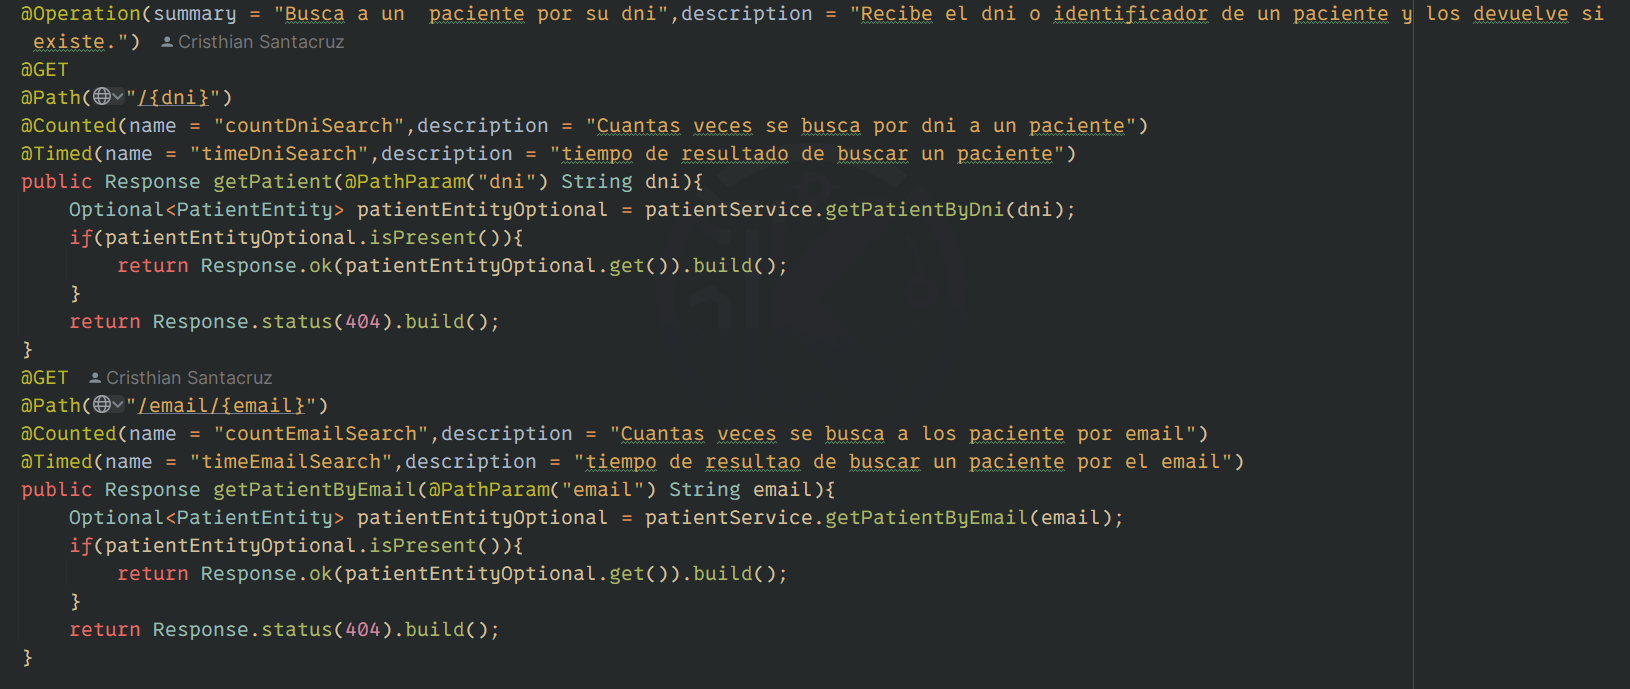 @Operation(summary = "Busca a un  paciente por su dni",description = "Recibe el dni o identificador de un paciente y los devuelve si
existe.")  Cristhian Santacruz
@GET
@Path("/{dni}")
@Counted(name = "countDniSearch",description = "Cuantas veces se busca por dni a un paciente")
@Timed(name = "timeDniSearch",description = "tiempo de resultado de buscar un paciente")
public Response getPatient(@PathParam("dni") String dni){
    Optional<PatientEntity> patientEntityOptional = patientService.getPatientByDni(dni);
    if(patientEntityOptional.isPresent()){
        return Response.ok(patientEntityOptional.get()).build();
    }
    return Response.status(404).build();
}
@GET  Cristhian Santacruz
@Path("/email/{email}")
@Counted(name = "countEmailSearch",description = "Cuantas veces se busca a los paciente por email")
@Timed(name = "timeEmailSearch",description = "tiempo de resultao de buscar un paciente por el email")
public Response getPatientByEmail(@PathParam("email") String email){
    Optional<PatientEntity> patientEntityOptional = patientService.getPatientByEmail(email);
    if(patientEntityOptional.isPresent()){
        return Response.ok(patientEntityOptional.get()).build();
    }
    return Response.status(404).build();
}